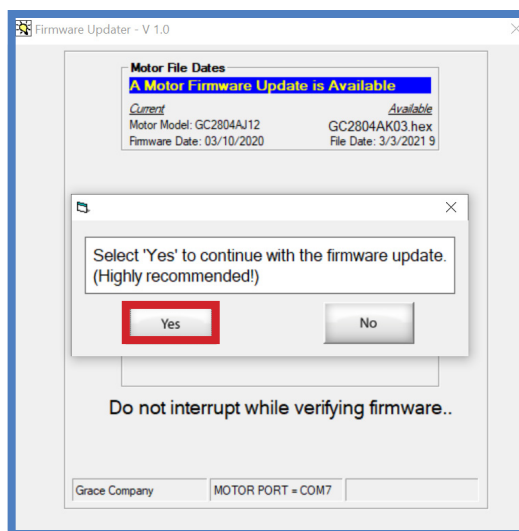 Firmware Updater - V 1.0
Motor File Dates
A Motor Firmware Update is Available
Current Available
Motor Model: GC2804AJ12 GC2804AK03.hex
Firmware Date: 03/10/2020 File Date: 3/3/2021 9
Select 'Yes' to continue with the firmware update.
(Highly recommended!)
Yes No
Do not interrupt while verifying firmware..
Grace Company MOTOR PORT = COM7